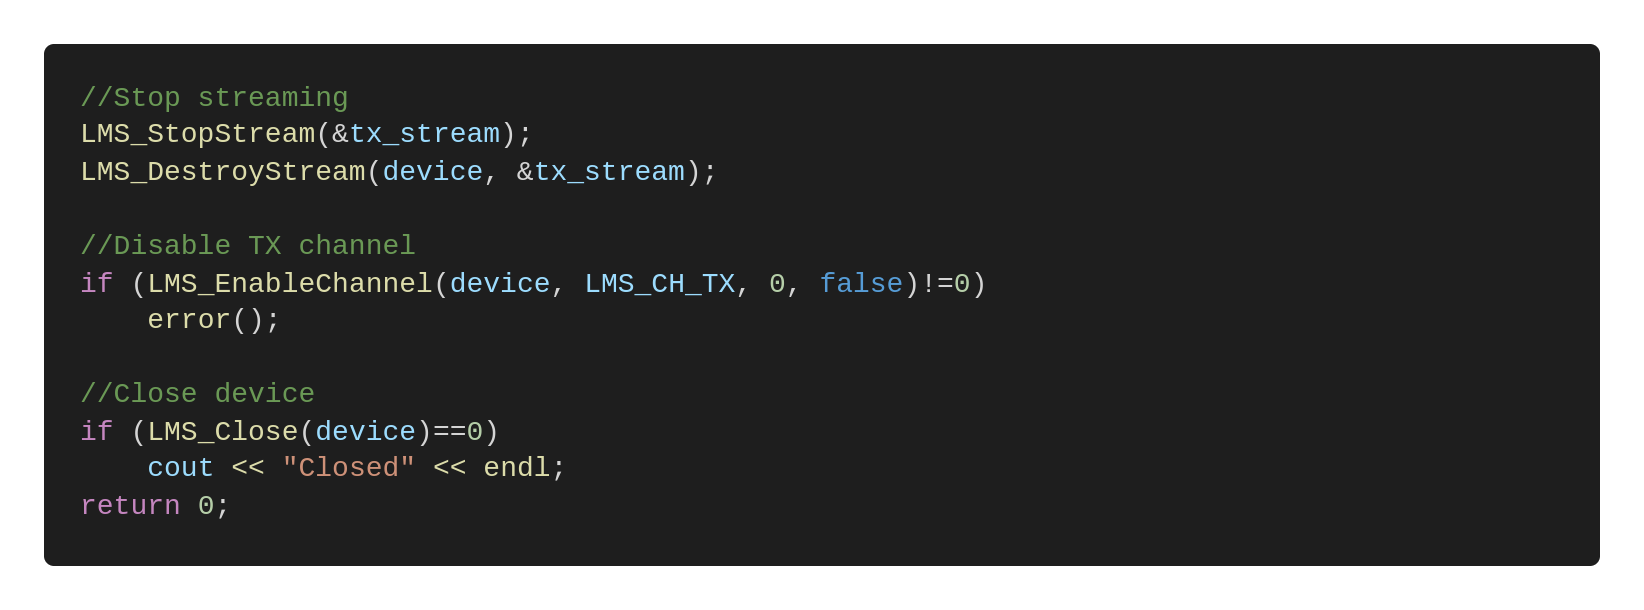 //Stop streaming
LMS_StopStream(&tx_stream);
LMS_DestroyStream(device, &tx_stream);

//Disable TX channel
if (LMS_EnableChannel(device, LMS_CH_TX, 0, false)!=0)
    error();

//Close device
if (LMS_Close(device)==0)
    cout << "Closed" << endl;
return 0;